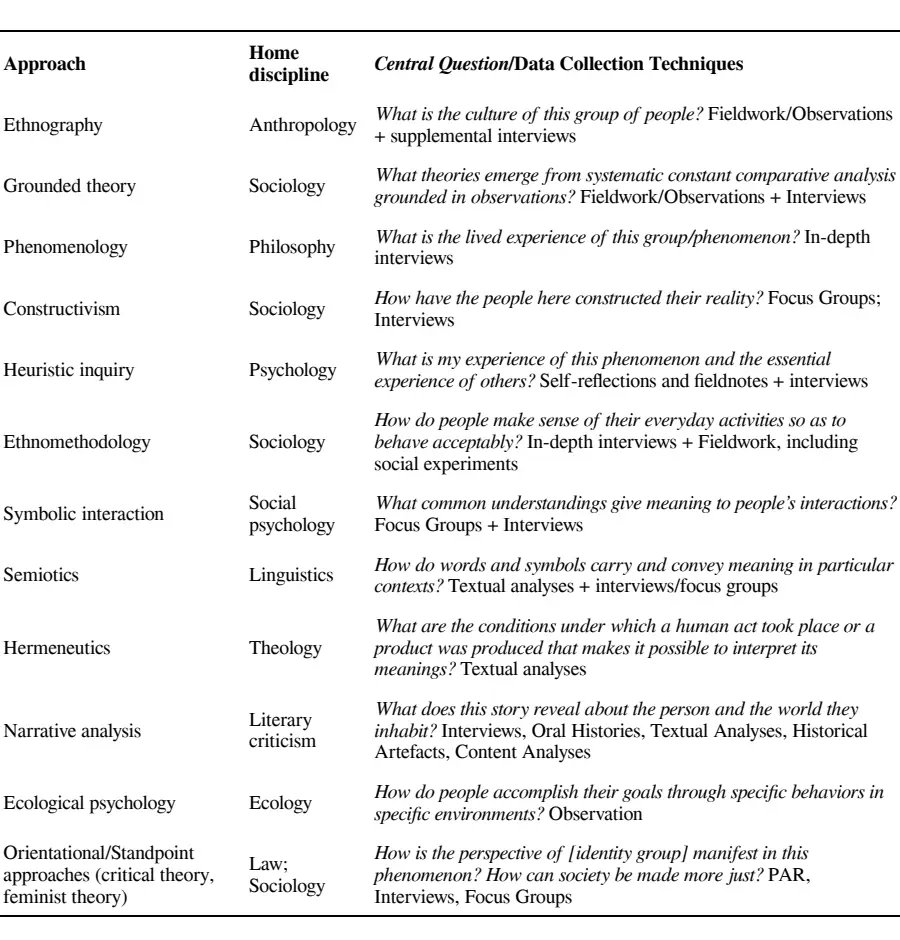 Approach Home discipline Central Question/Data Collection Techniques
Ethnography Anthropology What is the culture of this group of people? Fieldwork/Observations
+ supplemental interviews
Grounded theory Sociology What theories emerge from systematic constant comparative analysis
grounded in observations? Fieldwork/Observations + Interviews
Phenomenology Philosophy What is the lived experience of this group/phenomenon? In-depth
interviews
Constructivism Sociology How have the people here constructed their reality? Focus Groups;
Interviews
Heuristic inquiry Psychology What is my experience of this phenomenon and the essential
experience of others? Self-reflections and fieldnotes + interviews
Ethnomethodology Sociology How do people make sense of their everyday activities so as to
behave acceptably? In-depth interviews + Fieldwork, including
social experiments
Symbolic interaction Social psychology What common understandings give meaning to people's interactions?
Focus Groups + Interviews
Semiotics Linguistics How do words and symbols carry and convey meaning in particular
contexts? Textual analyses + interviews/focus groups
Hermeneutics Theology What are the conditions under which a human act took place or a
product was produced that makes it possible to interpret its
meanings? Textual analyses
Narrative analysis Literary criticism What does this story reveal about the person and the world they
inhabit? Interviews, Oral Histories, Textual Analyses, Historical
Artefacts, Content Analyses
Ecological psychology Ecology How do people accomplish their goals through specific behaviors in
specific environments? Observation
Orientational/Standpoint approaches (critical theory, feminist theory) Law; Sociology How is the perspective of [identity group] manifest in this
phenomenon? How can society be made more just? PAR,
Interviews, Focus Groups